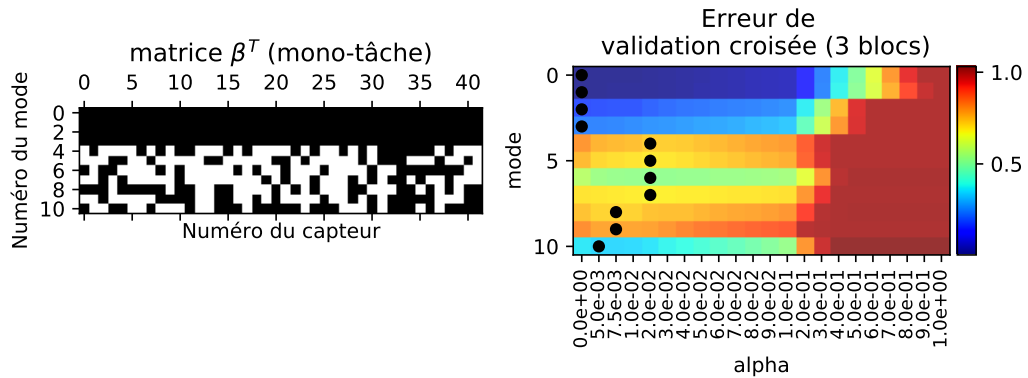 matrice β^T (mono-tâche)
0 5 10 15 20 25 30 35 40
Numéro du mode
0
2
4
6
8
10
Numéro du capteur
Erreur de
validation croisée (3 blocs)
mode
0
5
10
1.0
0.5
0.0e+00
5.0e-03
7.5e-03
1.0e-02
2.0e-02
3.0e-02
4.0e-02
5.0e-02
6.0e-02
7.0e-02
8.0e-02
9.0e-02
1.0e-01
2.0e-01
3.0e-01
4.0e-01
5.0e-01
6.0e-01
7.0e-01
8.0e-01
9.0e-01
1.0e+00
alpha